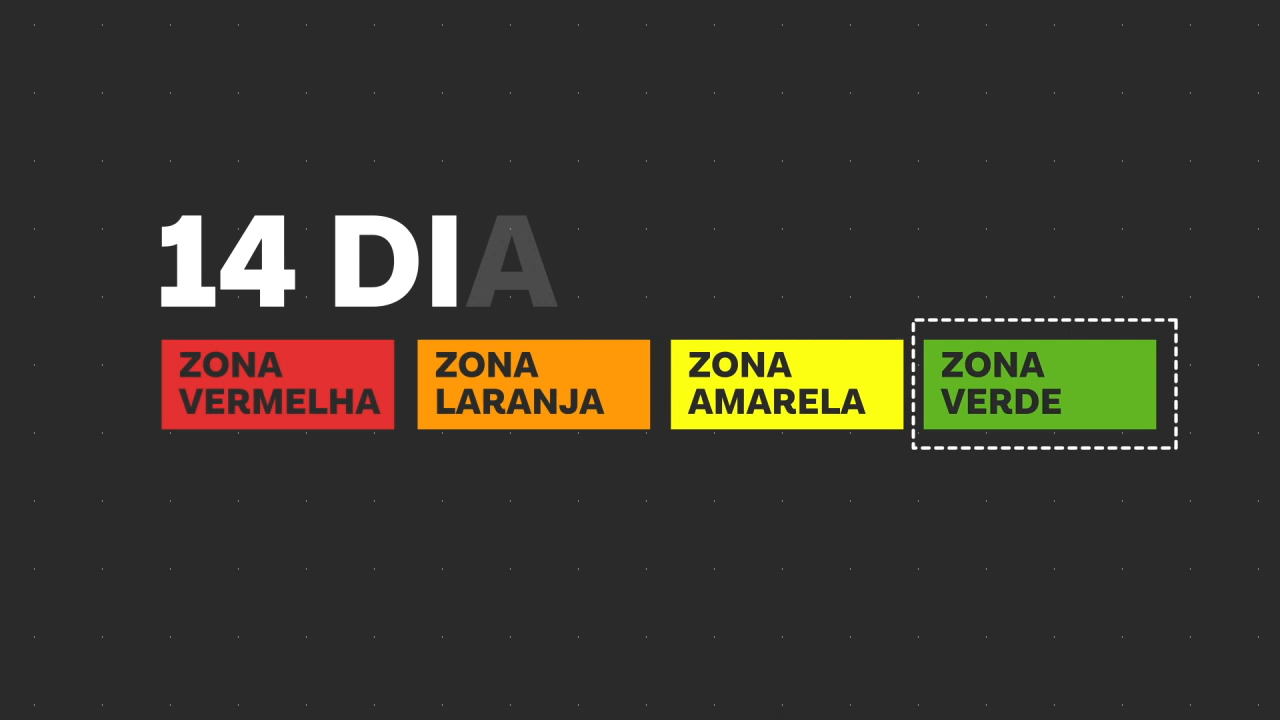 14 DIA
ZONA
VERMELHA
ZONA
LARANJA
ZONA
AMARELA
ZONA
VERDE